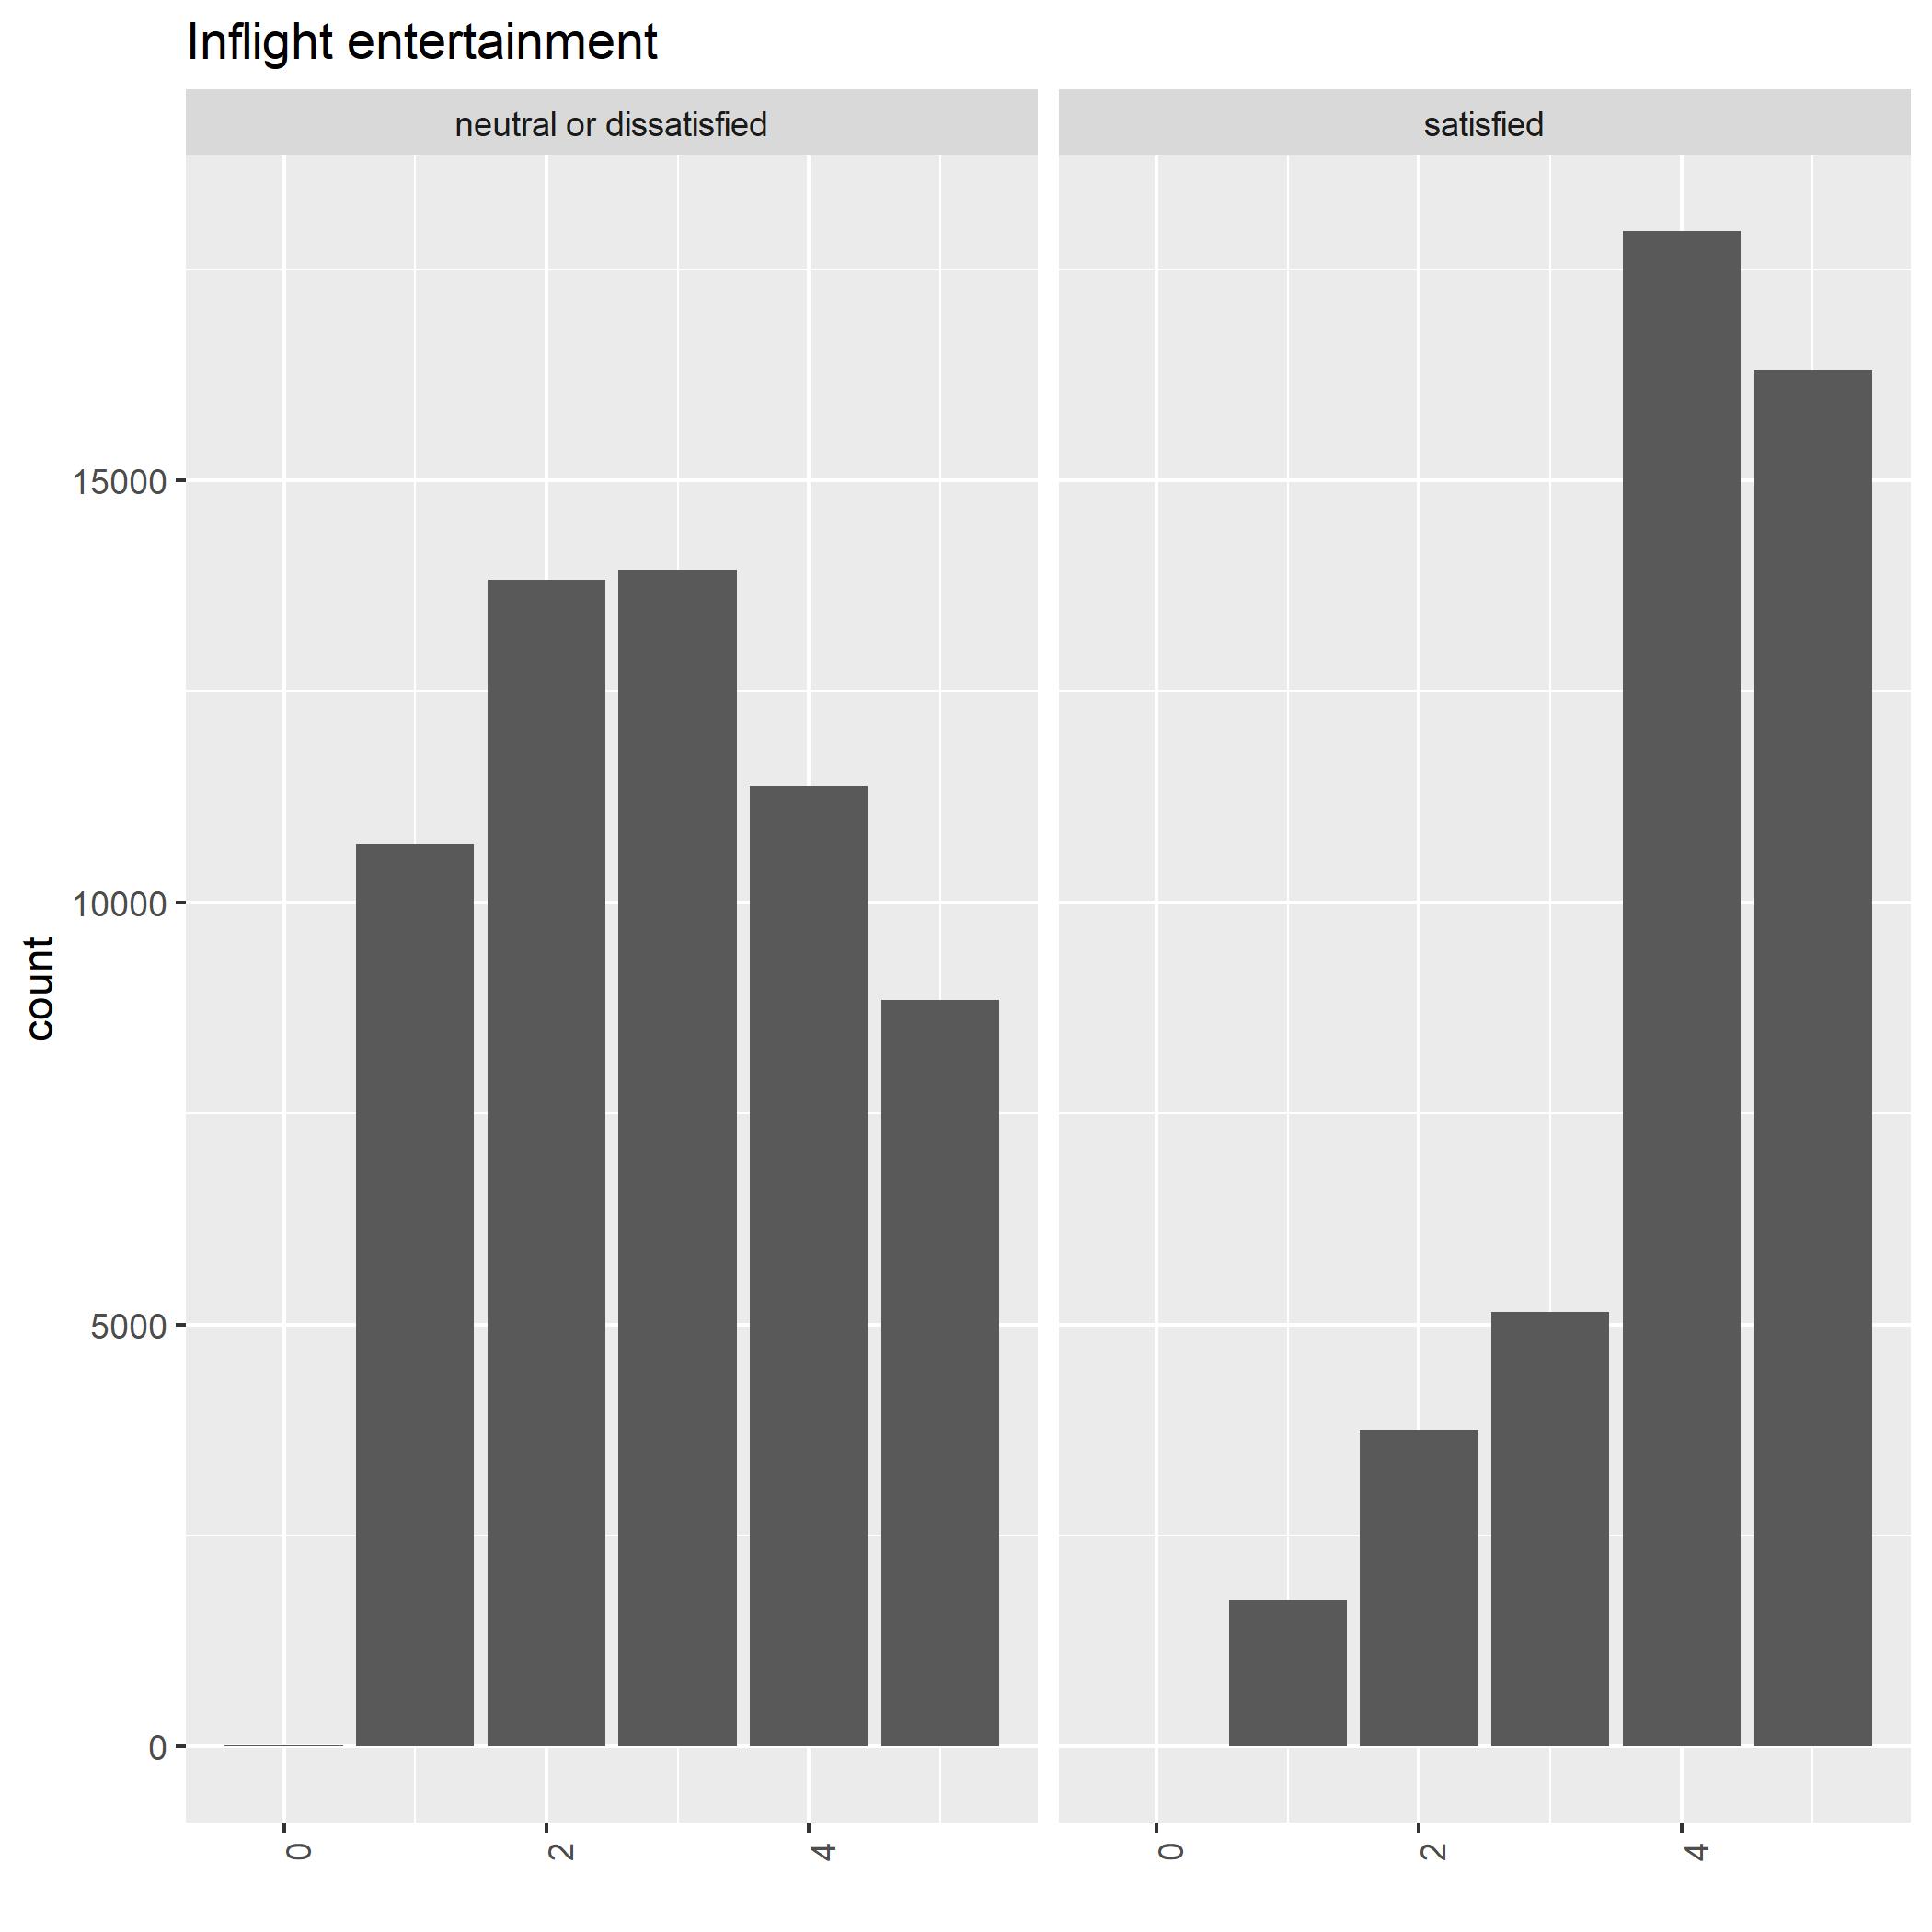 Inflight entertainment
neutral or dissatisfied
satisfied
count
15000
10000
5000
0
0 2 4
0 2 4